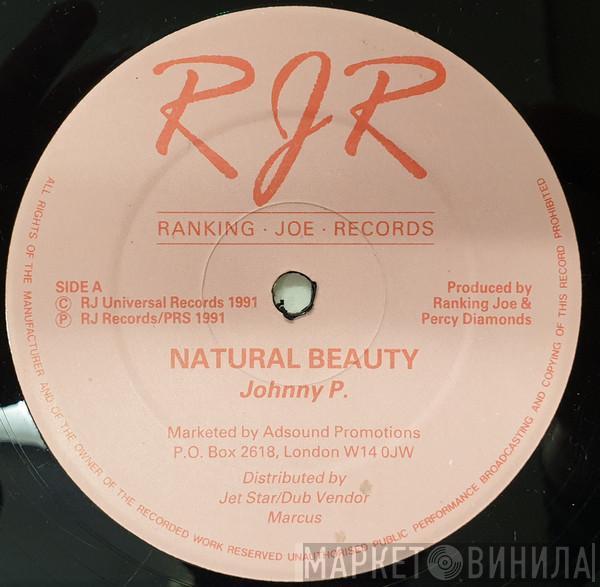 RJR
RANKING · JOE · RECORDS
SIDE A
© RJ Universal Records 1991
℗ RJ Records/PRS 1991
Produced by
Ranking Joe &
Percy Diamonds
NATURAL BEAUTY
Johnny P.
Marketed by Adsound Promotions
P.O. Box 2618, London W14 0JW
Distributed by
Jet Star/Dub Vendor
Marcus
ALL RIGHTS OF THE MANUFACTURER AND OF THE OWNER OF THE RECORDED WORK RESERVED UNAUTHORISED PUBLIC PERFORMANCE BROADCASTING AND COPYING OF THIS RECORD PROHIBITED
МАРКЕТ ВИНИЛА